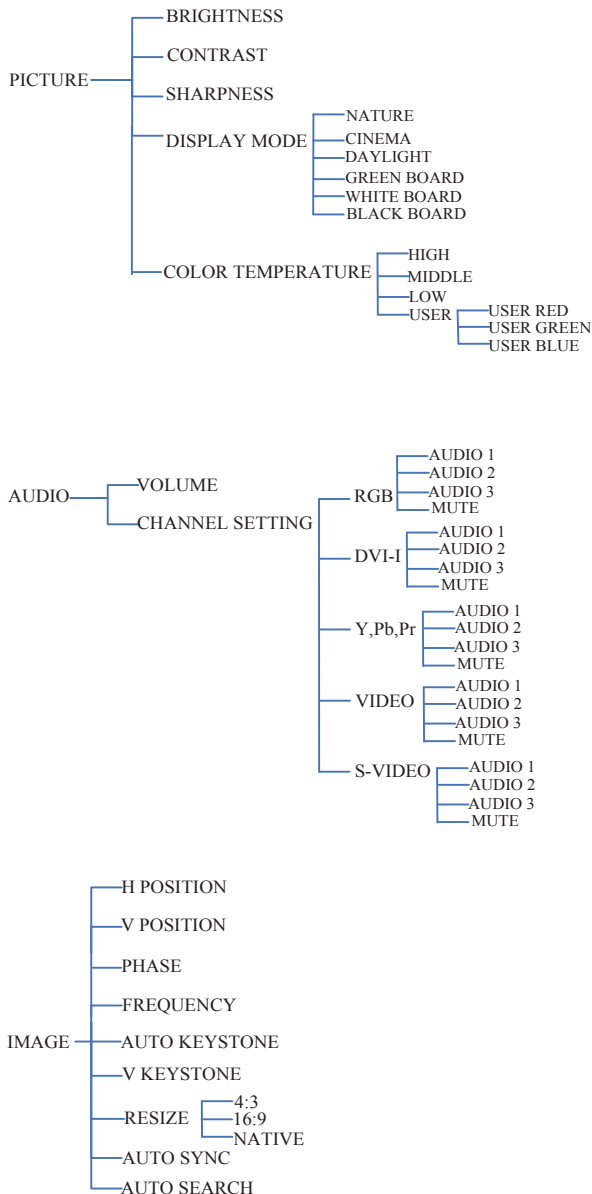 PICTURE
BRIGHTNESS
CONTRAST
SHARPNESS
DISPLAY MODE
NATURE
CINEMA
DAYLIGHT
GREEN BOARD
WHITE BOARD
BLACK BOARD
COLOR TEMPERATURE
HIGH
MIDDLE
LOW
USER
USER RED
USER GREEN
USER BLUE
AUDIO
VOLUME
CHANNEL SETTING
RGB
AUDIO 1
AUDIO 2
AUDIO 3
MUTE
DVI-I
AUDIO 1
AUDIO 2
AUDIO 3
MUTE
Y,Pb,Pr
AUDIO 1
AUDIO 2
AUDIO 3
MUTE
VIDEO
AUDIO 1
AUDIO 2
AUDIO 3
MUTE
S-VIDEO
AUDIO 1
AUDIO 2
AUDIO 3
MUTE
IMAGE
H POSITION
V POSITION
PHASE
FREQUENCY
AUTO KEYSTONE
V KEYSTONE
RESIZE
4:3
16:9
NATIVE
AUTO SYNC
AUTO SEARCH